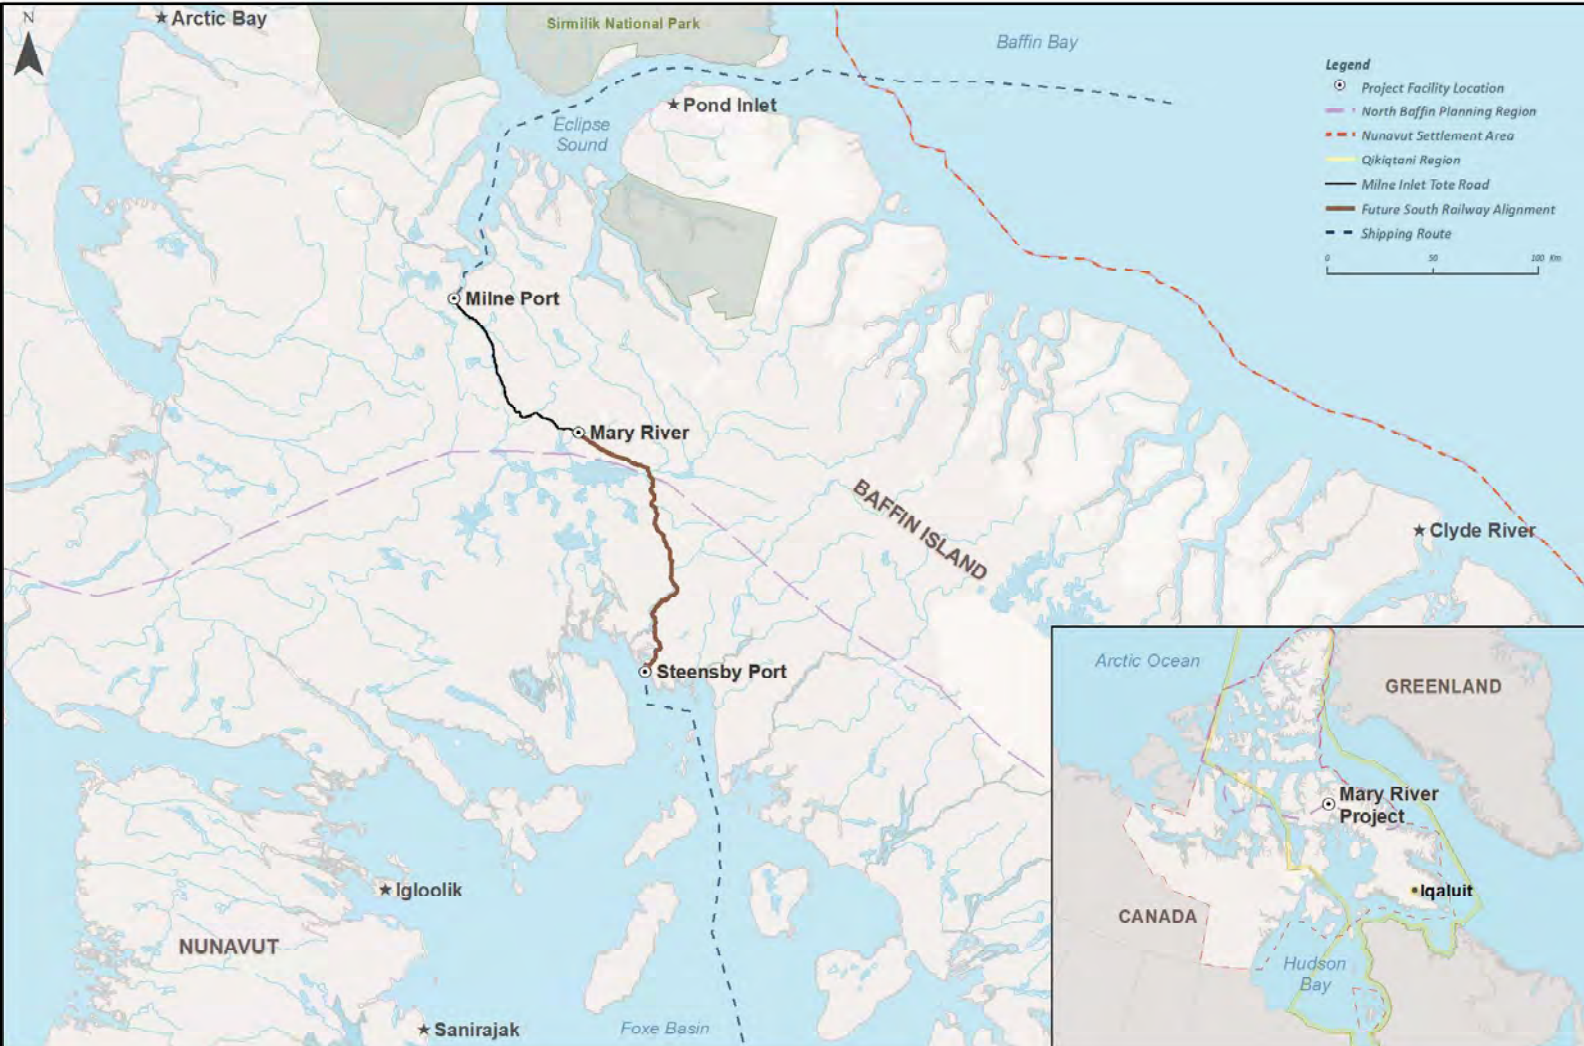 N
Arctic Bay
Sirmilik National Park
Baffin Bay
Legend
Project Facility Location
North Baffin Planning Region
Nunavut Settlement Area
Qikiqtani Region
Milne Inlet Tote Road
Future South Railway Alignment
Shipping Route
0 50 100 Km
Pond Inlet
Eclipse
Sound
Milne Port
Mary River
BAFFIN ISLAND
Clyde River
Steensby Port
Igloolik
NUNAVUT
Sanirajak
Foxe Basin
Arctic Ocean
GREENLAND
Mary River
Project
Iqaluit
CANADA
Hudson
Bay